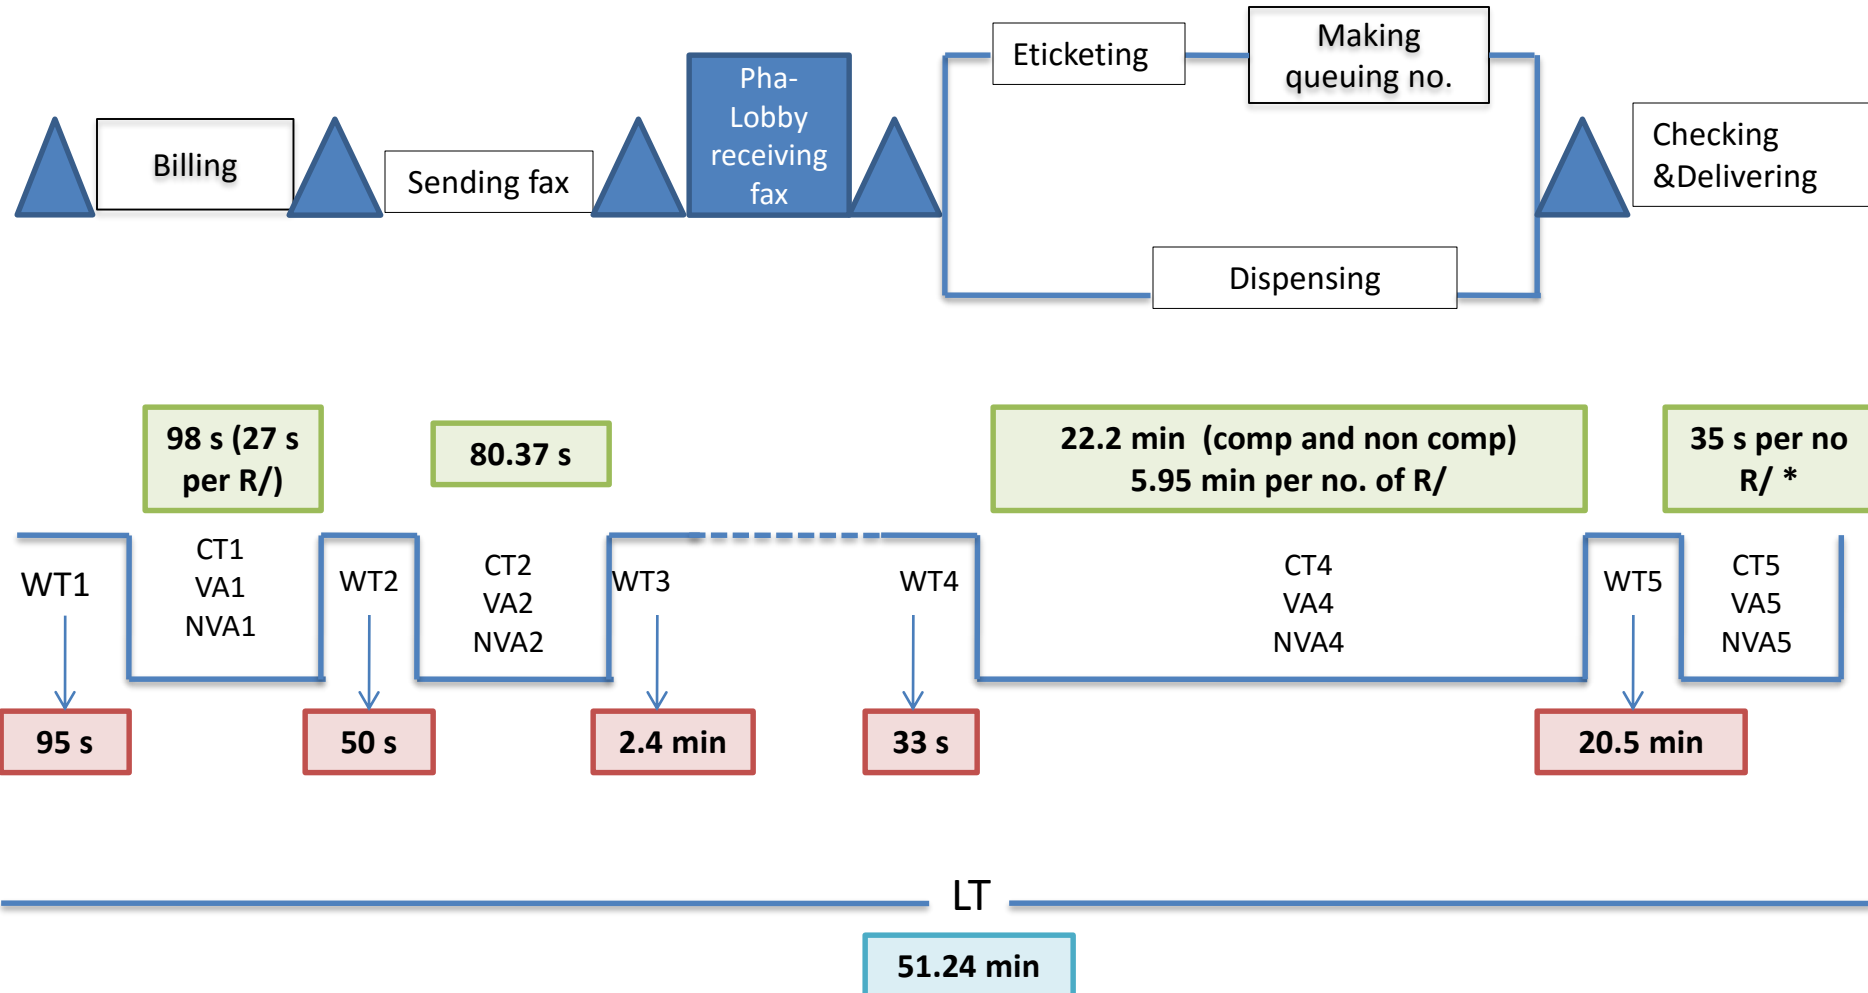 Eticketing
Making
queuing no.
Pha-
Lobby
receiving
fax
Billing
Sending fax
Checking
&Delivering
Dispensing
98 s (27 s
per R/)
80.37 s
22.2 min (comp and non comp)
5.95 min per no. of R/
35 s per no
R/ *
WT1
CT1
VA1
NVA1
WT2
CT2
VA2
NVA2
WT3
WT4
CT4
VA4
NVA4
WT5
CT5
VA5
NVA5
95 s
50 s
2.4 min
33 s
20.5 min
LT
51.24 min